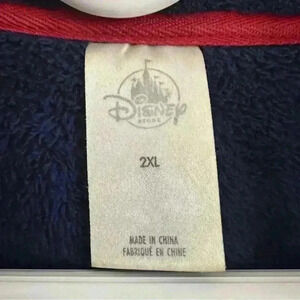 Disney
STORE
2XL
MADE IN CHINA
FABRIQUÉ EN CHINE